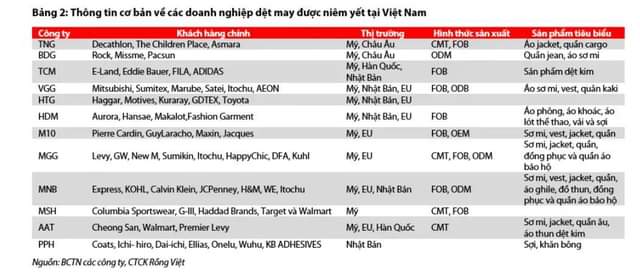 Bảng 2: Thông tin cơ bản về các doanh nghiệp dệt may được niêm yết tại Việt Nam
Công ty Khách hàng chính Thị trường Hình thức sản xuất Sản phẩm tiêu biểu
TNG Decathlon, The Children Place, Asmara Mỹ, Châu Âu CMT, FOB Áo jacket, quần cargo
BDG Rock, Missme, Pacsun Mỹ, Châu Âu ODM Quần jean, áo sơ mi
TCM E-Land, Eddie Bauer, FILA, ADIDAS Mỹ, Hàn Quốc, Nhật Bản FOB Sản phẩm dệt kim
VGG Mitsubishi, Sumitex, Marube, Satei, Itochu, AEON Mỹ, Nhật Bản, EU FOB, ODB Áo sơ mi, vest, quàn kaki
HTG Haggar, Motives, Kuraray, GDTEX, Toyota Mỹ, Nhật Bản, EU
HDM Aurora, Hansae, Makalot,Fashion Garment Mỹ, Nhật Bản, EU FOB Áo phông, áo khoác, áo lót thể thao, vải và sợi
M10 Pierre Cardin, GuyLaracho, Maxin, Jacques Mỹ, EU FOB, OEM Sơ mi, vest, jacket, quần
MGG Levy, GW, New M, Sumikin, Itochu, HappyChic, DFA, Kuhl Mỹ, EU CMT, FOB, ODM Sơ mi, jacket, quần, đồng phục và quần áo bảo hộ
MNB Express, KOHL, Calvin Klein, JCPenney, H&M, WE, Itochu Mỹ, EU, Nhật Bản FOB, ODM Sơ mi, vest, jacket, quần, áo ghile, đồ thun, đồng phục và quần áo bảo hộ
MSH Columbia Sportswear, G-III, Haddad Brands, Target và Walmart Mỹ CMT, FOB
AAT Cheong San, Walmart, Premier Levy Mỹ, EU, Hàn Quốc CMT Sơ mi, jacket, quần âu, áo thun dệt kim
PPH Coats, Ichi- hiro, Dai-ichi, Ellias, Onelu, Wuhu, KB ADHESIVES Nhật Bản Sợi, khăn bông
Nguồn: BCTN các công ty, CTCK Rồng Việt